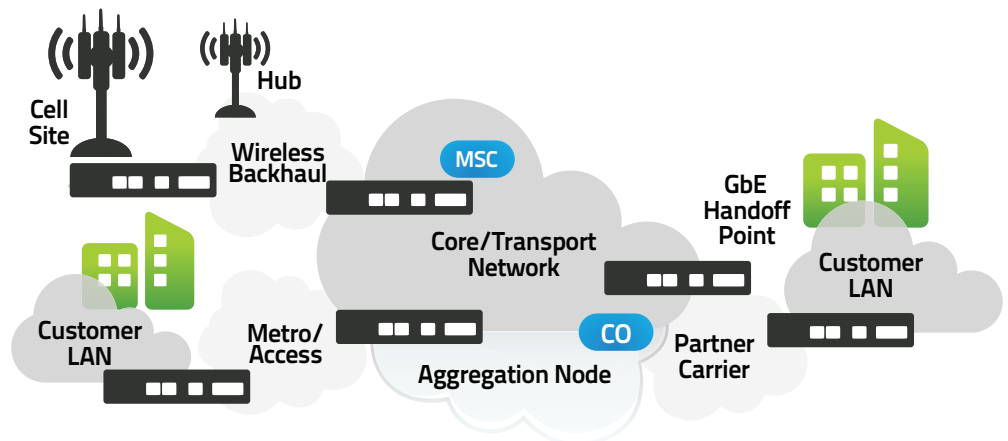 Hub
Cell
Site
Wireless
Backhaul
MSC
GbE
Handoff
Point
Core/Transport
Network
Customer
LAN
Customer
LAN
Metro/
Access
CO
Partner
Carrier
Aggregation Node